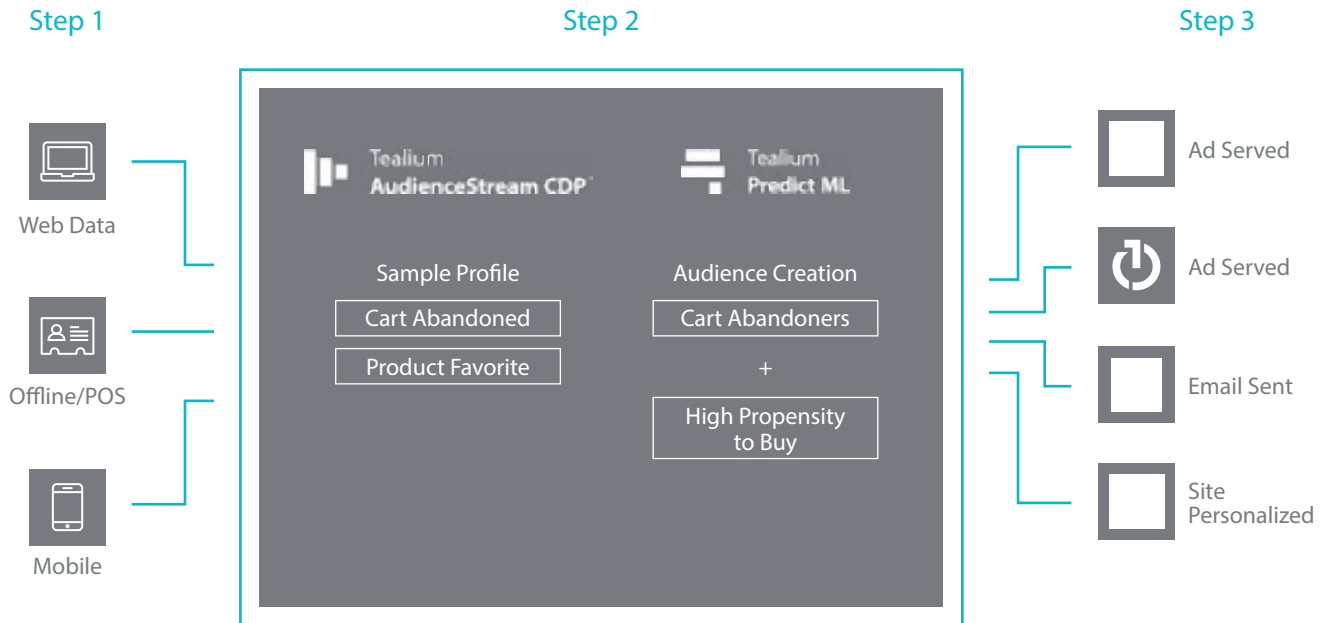 Step 1
Step 2
Step 3
Web Data
Offline/POS
Mobile
Tealium
AudienceStream CDP™
Sample Profile
Cart Abandoned
Product Favorite
Tealium
Predict ML
Audience Creation
Cart Abandoners
+
High Propensity
to Buy
Ad Served
Ad Served
Email Sent
Site
Personalized